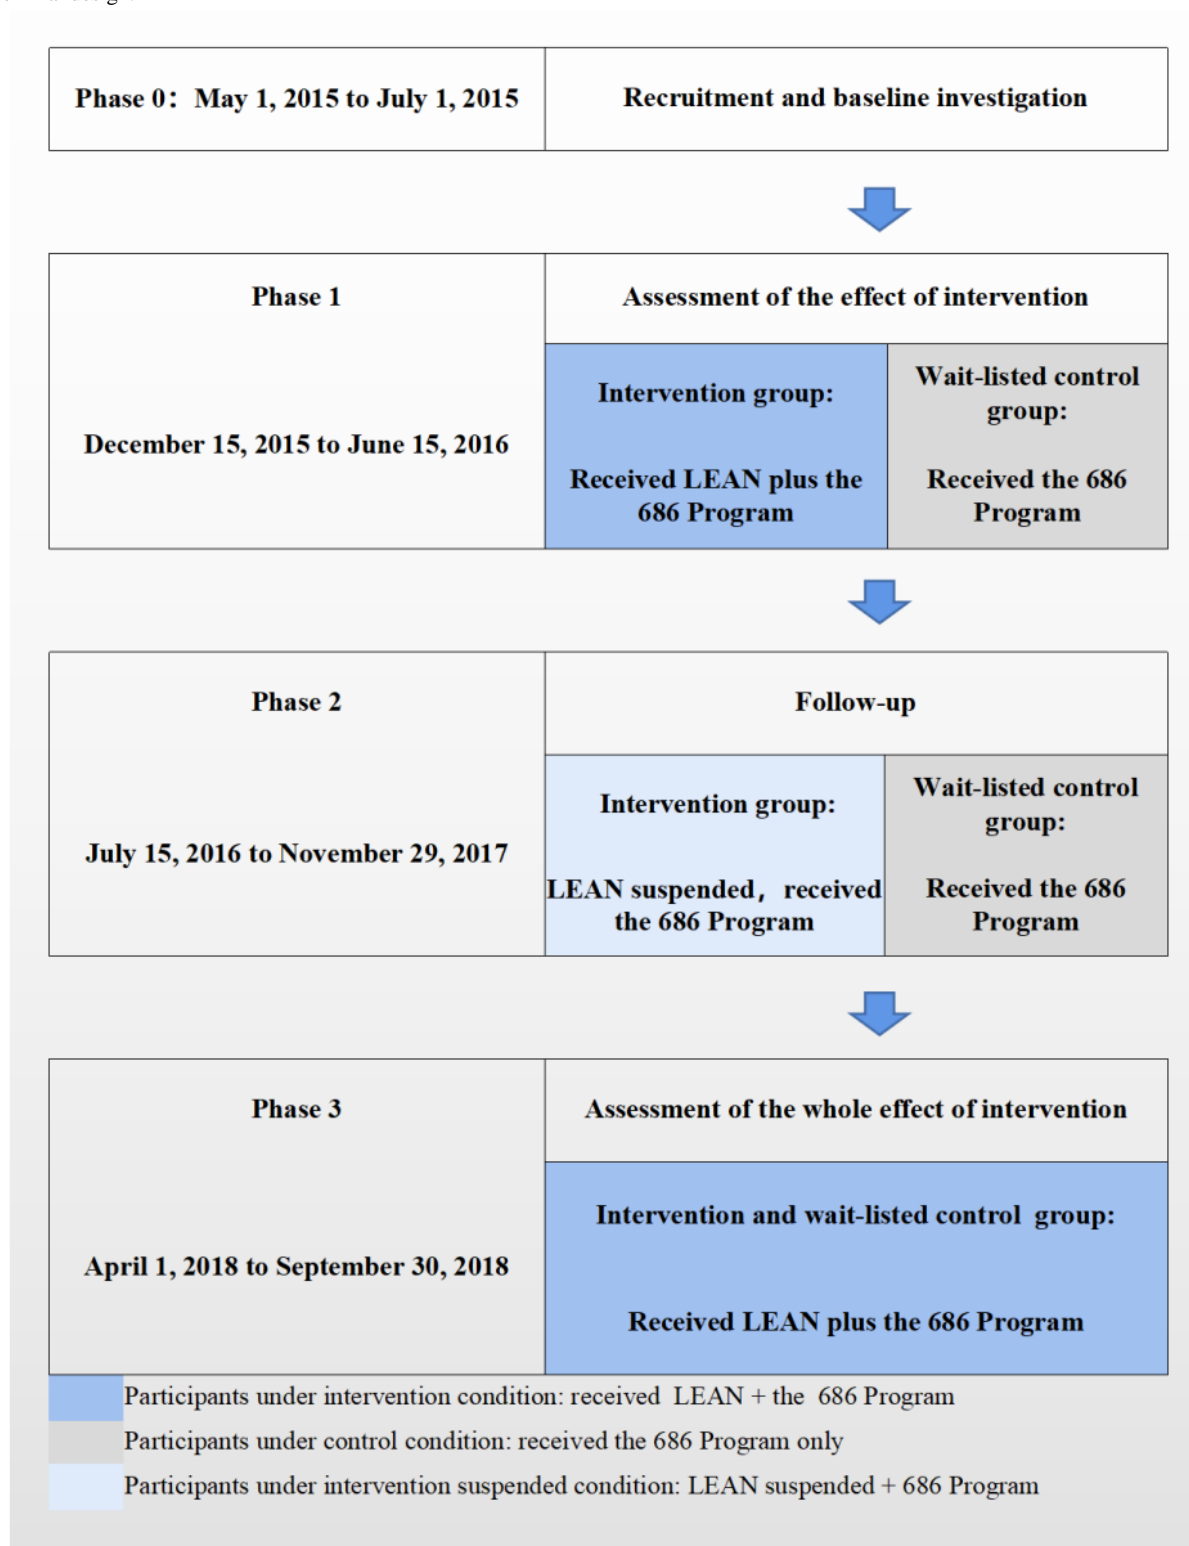 Phase 0：May 1, 2015 to July 1, 2015
Recruitment and baseline investigation
Phase 1
December 15, 2015 to June 15, 2016
Assessment of the effect of intervention
Intervention group:
Received LEAN plus the
686 Program
Wait-listed control
group:
Received the 686
Program
Phase 2
July 15, 2016 to November 29, 2017
Follow-up
Intervention group:
LEAN suspended，received
the 686 Program
Wait-listed control
group:
Received the 686
Program
Phase 3
April 1, 2018 to September 30, 2018
Assessment of the whole effect of intervention
Intervention and wait-listed control group:
Received LEAN plus the 686 Program
Participants under intervention condition: received LEAN + the 686 Program
Participants under control condition: received the 686 Program only
Participants under intervention suspended condition: LEAN suspended + 686 Program